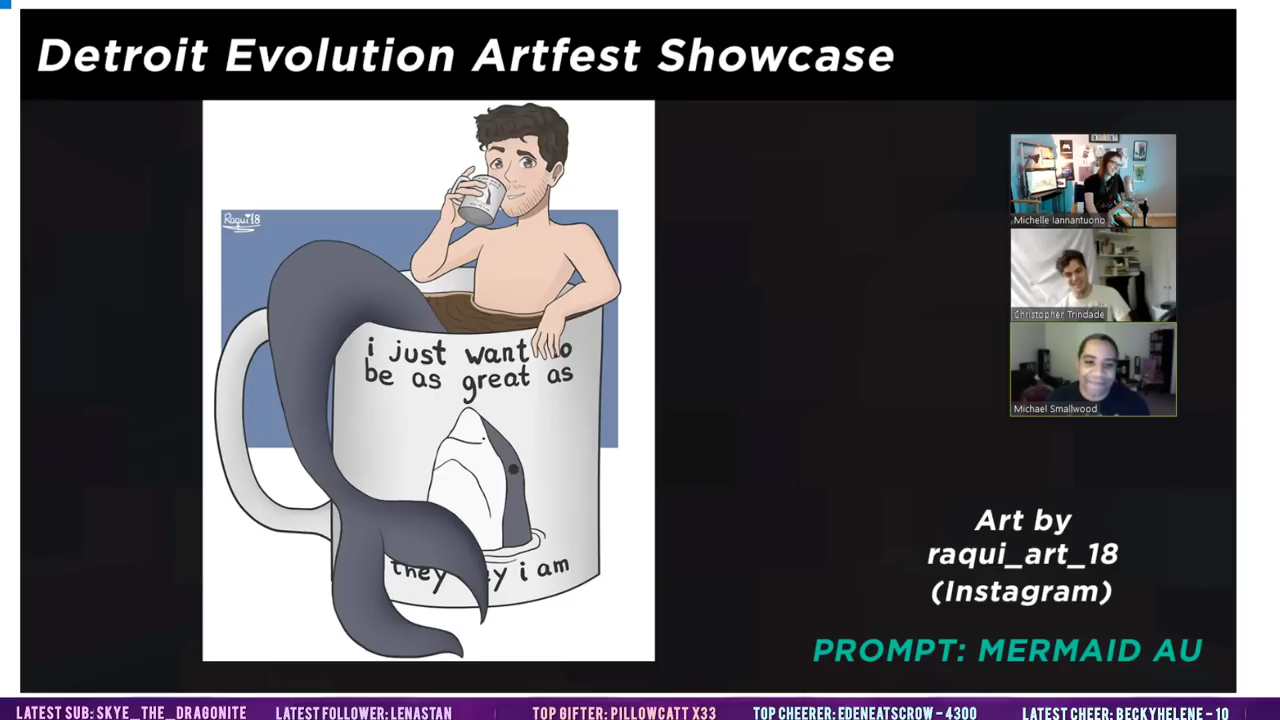 Detroit Evolution Artfest Showcase
Raqui18
i just want to
be as great as
they say i am
Michelle Iannantuono
Christopher Trindade
Michael Smallwood
Art by
raqui_art_18
(Instagram)
PROMPT: MERMAID AU
LATEST SUB: SKYE_THE_DRAGONITE LATEST FOLLOWER: LENASTAN TOP GIFTER: PILLOWCATT X33 TOP CHEERER: EDENEATSCROW - 4300 LATEST CHEER: BECKYHELENE - 10